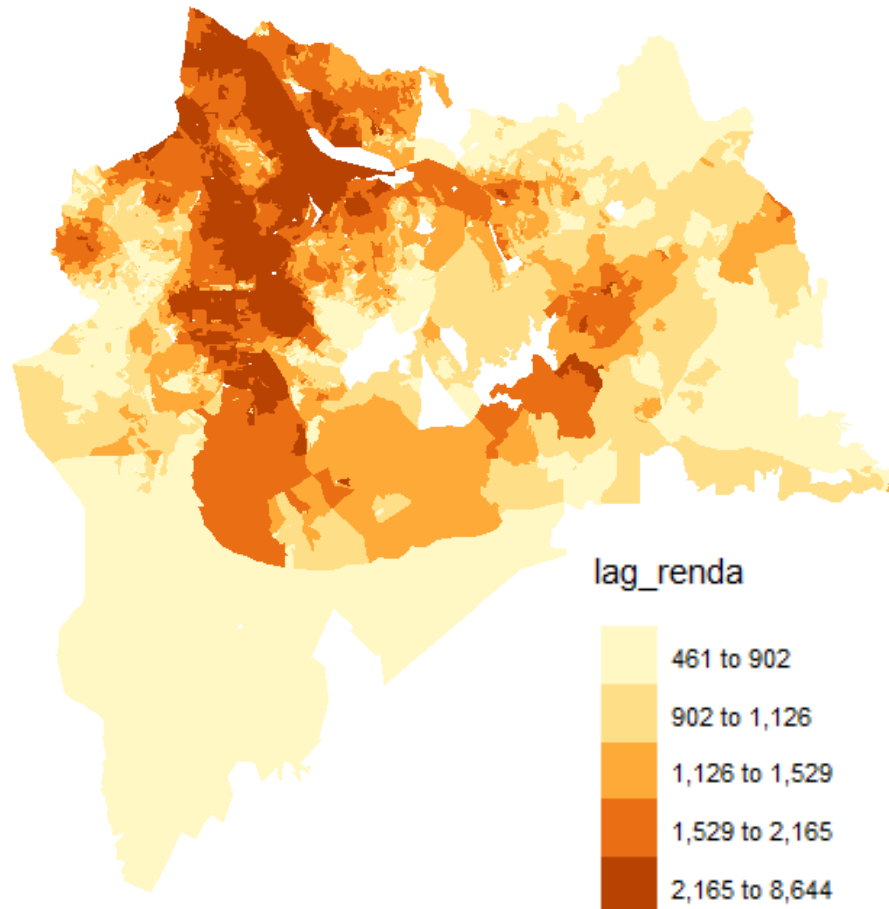 lag_renda
461 to 902
902 to 1,126
1,126 to 1,529
1,529 to 2,165
2,165 to 8,644